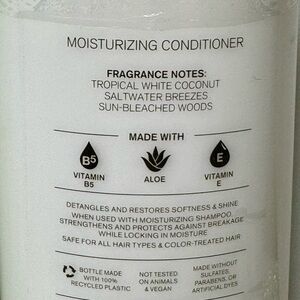 MOISTURIZING CONDITIONER
FRAGRANCE NOTES:
TROPICAL WHITE COCONUT
SALTWATER BREEZES
SUN-BLEACHED WOODS
MADE WITH
B5
E
VITAMIN
B5
ALOE
VITAMIN
E
DETANGLES AND RESTORES SOFTNESS & SHINE
WHEN USED WITH MOISTURIZING SHAMPOO
STRENGTHENS AND PROTECTS AGAINST BREAKAGE
WHILE LOCKING IN MOISTURE
SAFE FOR ALL HAIR TYPES & COLOR-TREATED HAIR
BOTTLE MADE
WITH 100%
RECYCLED PLASTIC
NOT TESTED
ON ANIMALS
& VEGAN
MADE WITHOUT
SULFATES,
PARABENS, OR
ARTIFICIAL DYES